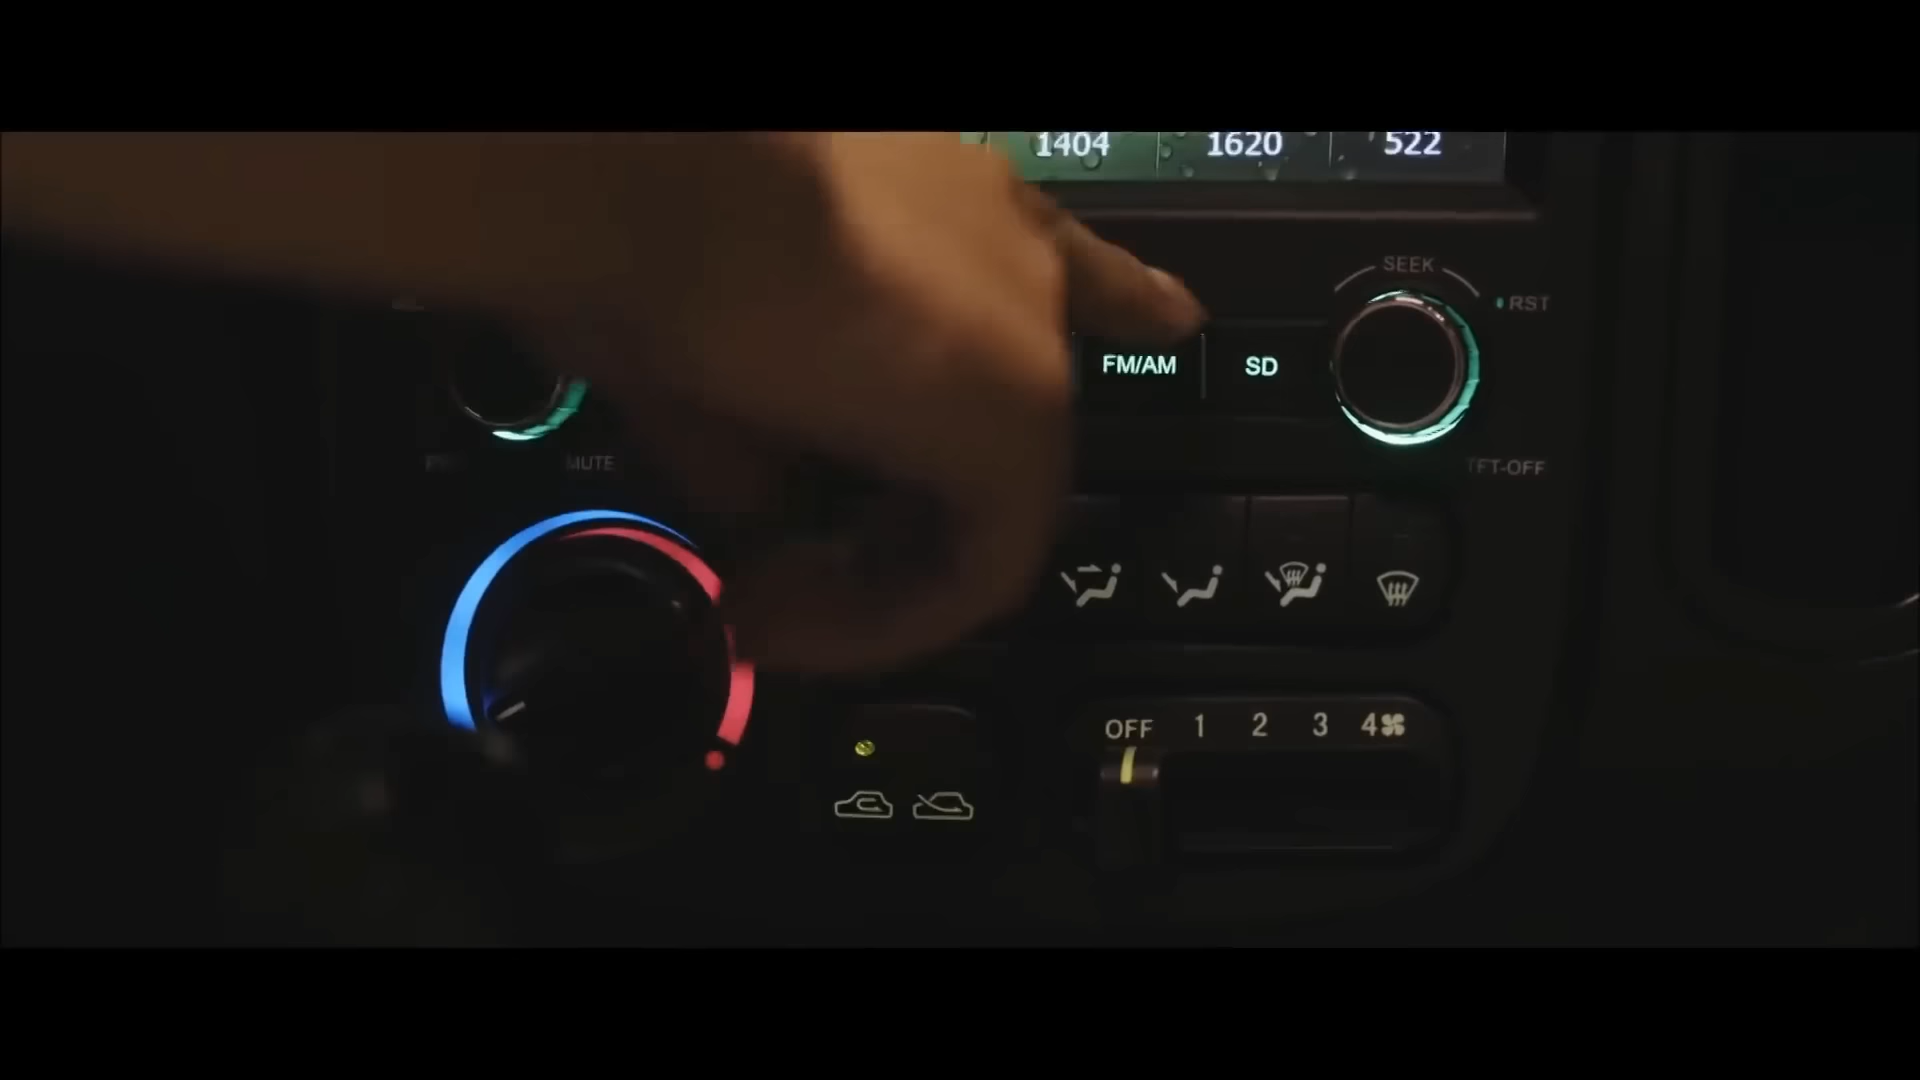 1404 1620 522
SEEK
RST
FM/AM SD
MUTE
TFT-OFF
OFF 1 2 3 4